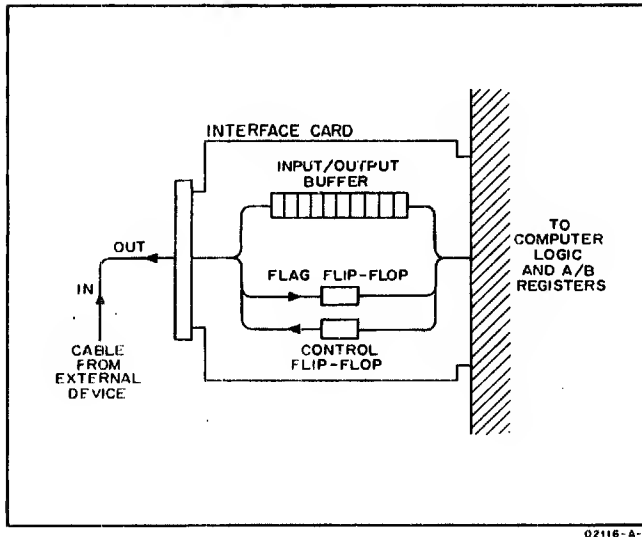 INTERFACE CARD
INPUT/OUTPUT
BUFFER
OUT
IN
FLAG FLIP-FLOP
CONTROL
FLIP-FLOP
CABLE
FROM
EXTERNAL
DEVICE
TO
COMPUTER
LOGIC
AND A/B
REGISTERS
02116-A-